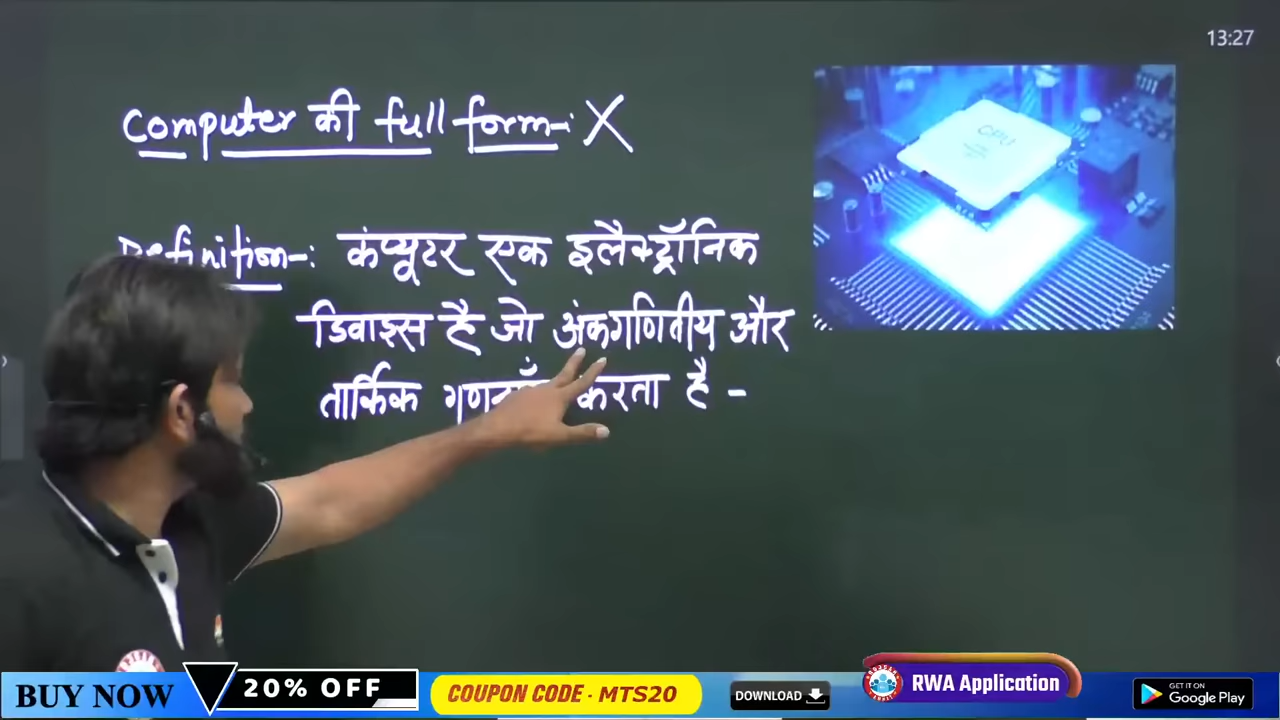 13:27
Computer की full form-: X
Definition-: कंप्यूटर एक इलैक्ट्रॉनिक
डिवाइस है जो अंकगणितीय और
तार्किक करता है -
CPU
BUY NOW
20% OFF
COUPON CODE - MTS20
DOWNLOAD
RWA Application
GET IT ON
Google Play